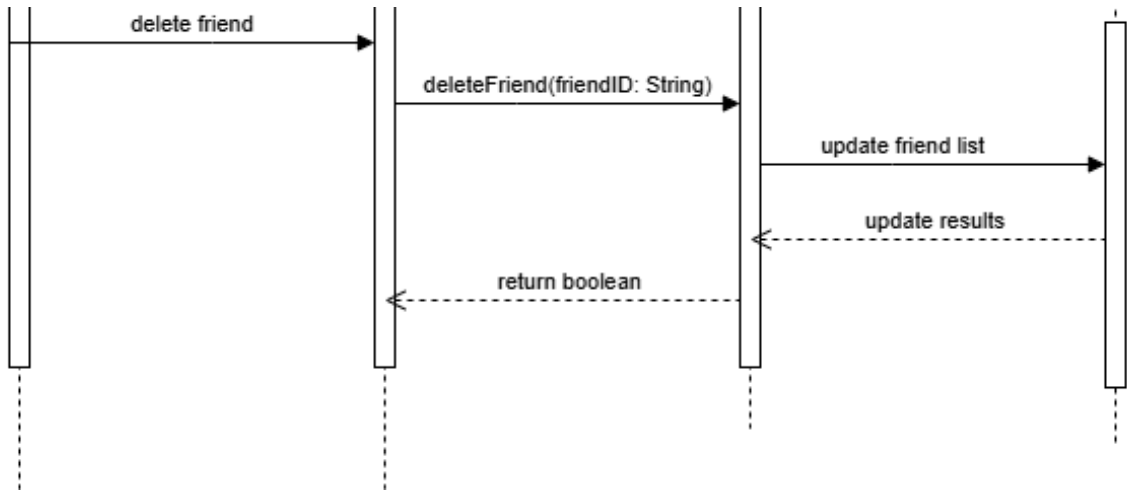 delete friend
deleteFriend(friendID: String)
update friend list
update results
return boolean